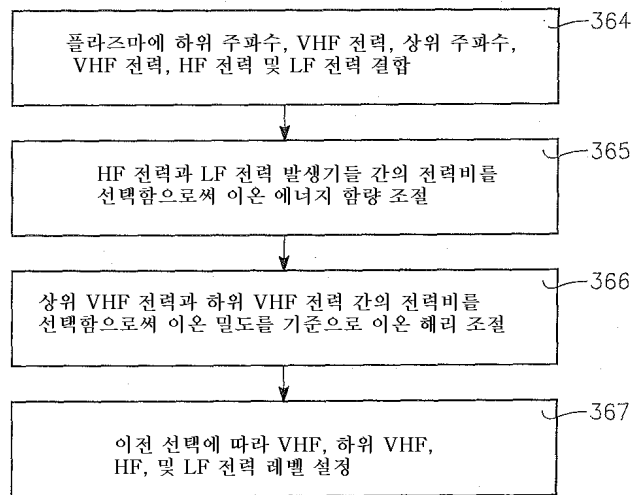 플라즈마에 하위 주파수, VHF 전력, 상위 주파수,
VHF 전력, HF 전력 및 LF 전력 결합
364
HF 전력과 LF 전력 발생기들 간의 전력비를
선택함으로써 이온 에너지 함량 조절
365
상위 VHF 전력과 하위 VHF 전력 간의 전력비를
선택함으로써 이온 밀도를 기준으로 이온 해리 조절
366
이전 선택에 따라 VHF, 하위 VHF,
HF, 및 LF 전력 레벨 설정
367